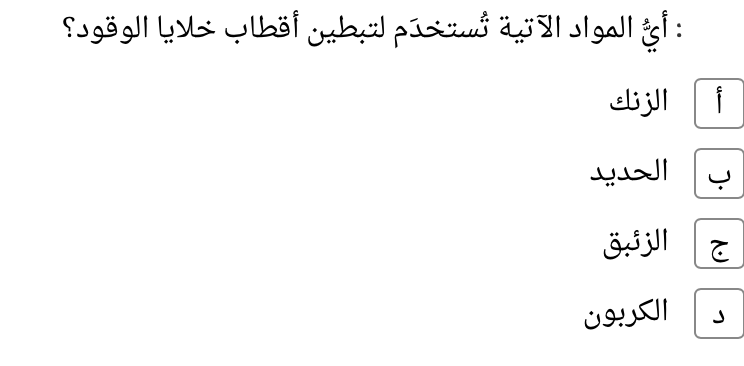 : أيُّ المواد الآتية تُستخدَم لتبطين أقطاب خلايا الوقود؟
أ الزنك
ب الحديد
ج الزئبق
د الكربون